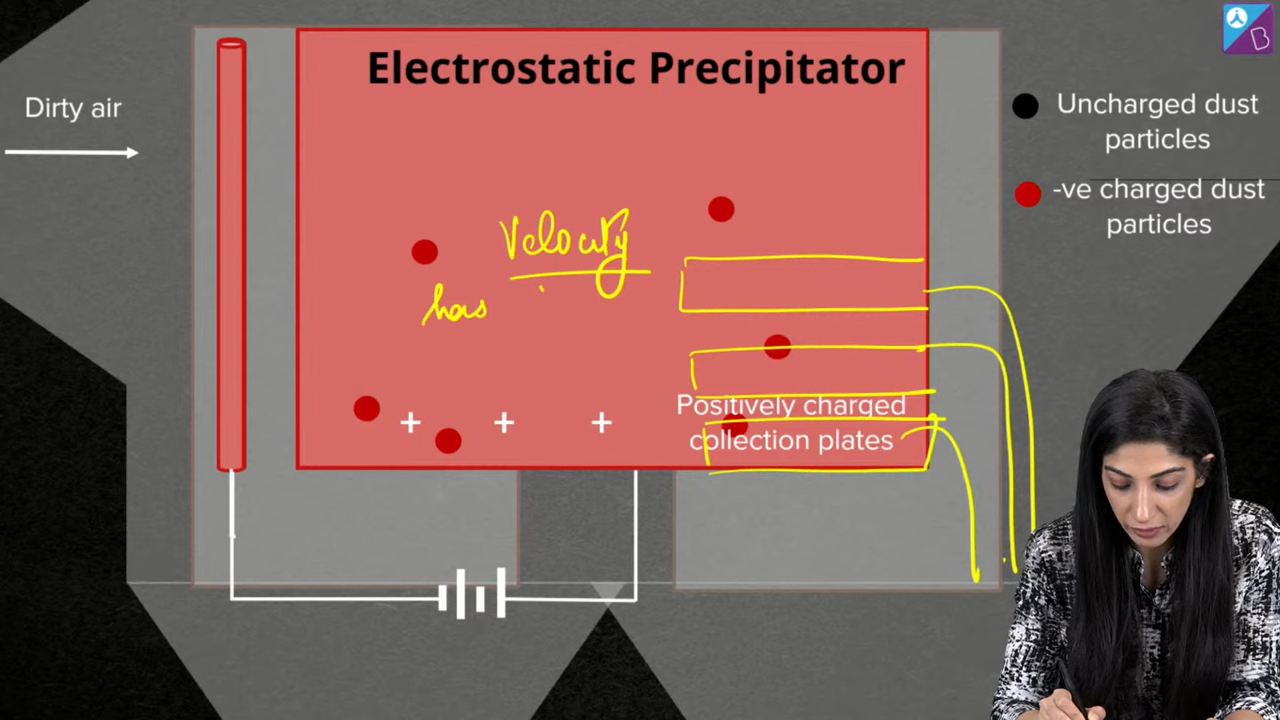 Electrostatic Precipitator
Dirty air
Uncharged dust
particles
-ve charged dust
particles
Velocity
has
+ + +
Positively charged
collection plates
B